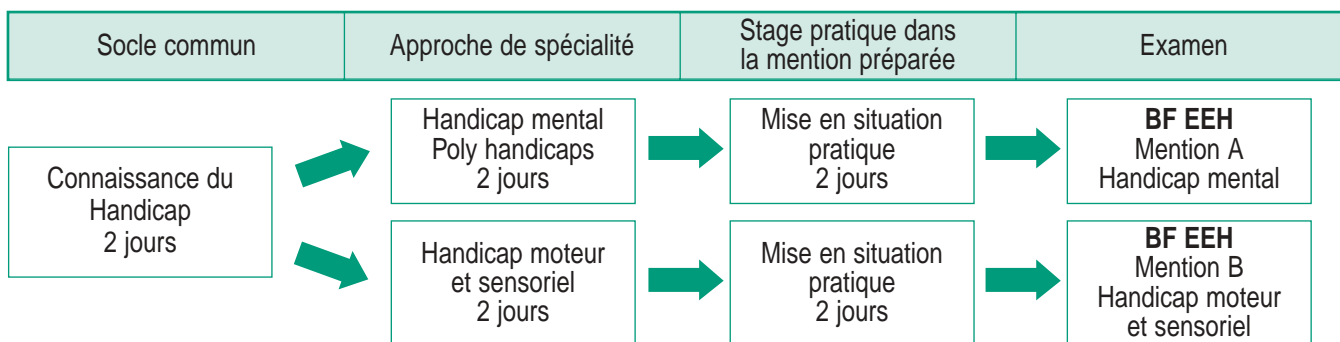 Socle commun
Approche de spécialité
Stage pratique dans
la mention préparée
Examen
Connaissance du
Handicap
2 jours
Handicap mental
Poly handicaps
2 jours
Mise en situation
pratique
2 jours
BF EEH
Mention A
Handicap mental
Handicap moteur
et sensoriel
2 jours
Mise en situation
pratique
2 jours
BF EEH
Mention B
Handicap moteur
et sensoriel